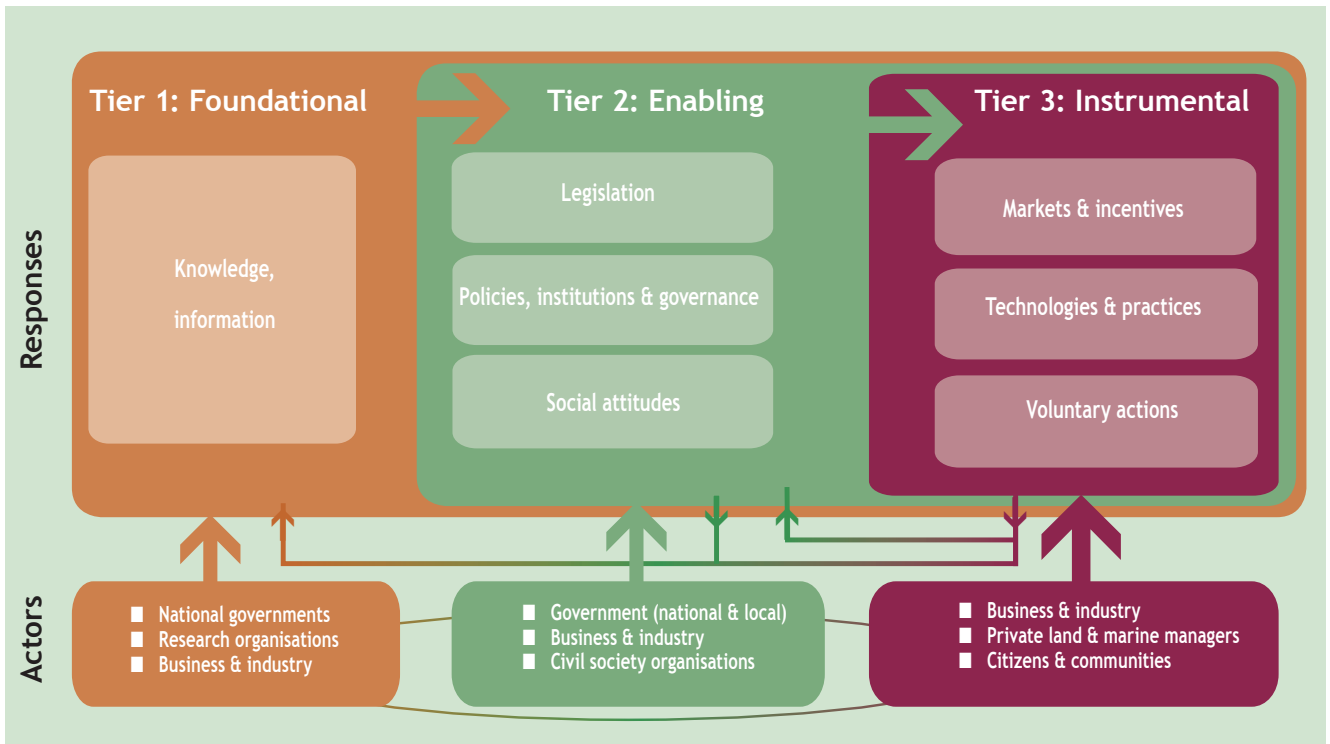 Responses
Tier 1: Foundational
Knowledge,
information
Tier 2: Enabling
Legislation
Policies, institutions & governance
Social attitudes
Tier 3: Instrumental
Markets & incentives
Technologies & practices
Voluntary actions
Actors
National governments
Research organisations
Business & industry
Government (national & local)
Business & industry
Civil society organisations
Business & industry
Private land & marine managers
Citizens & communities